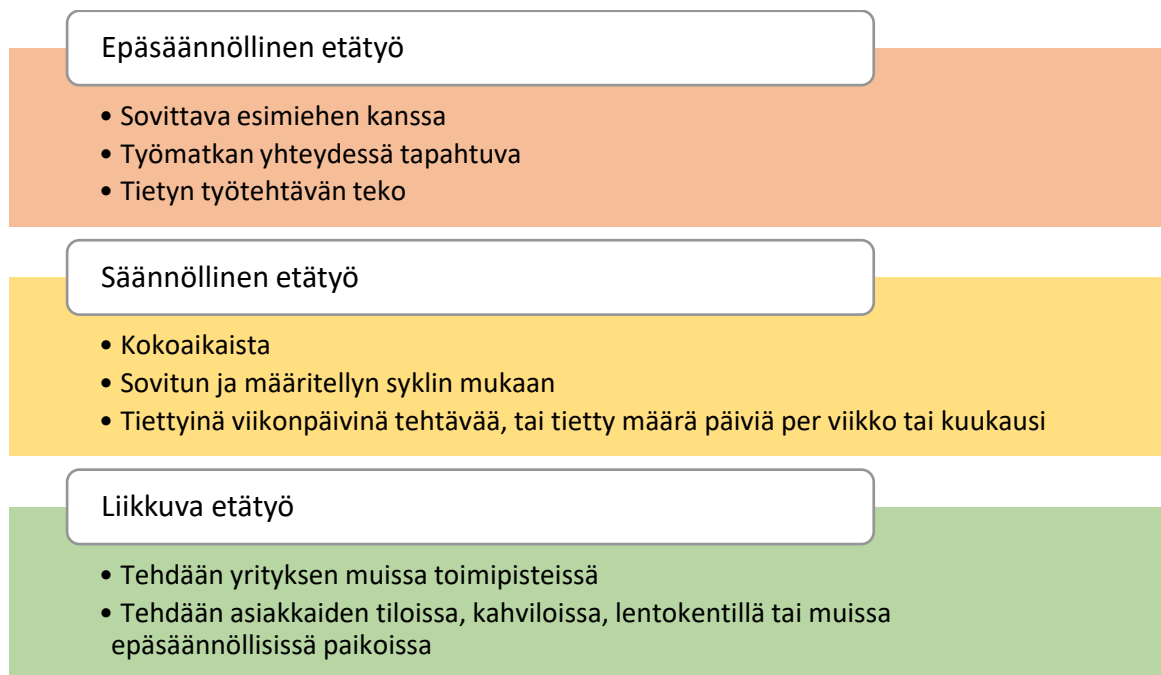 Epäsäännöllinen etätyö
• Sovittava esimiehen kanssa
• Työmatkan yhteydessä tapahtuva
• Tietyn työtehtävän teko
Säännöllinen etätyö
• Kokoaikaista
• Sovitun ja määritellyn syklin mukaan
• Tiettyinä viikonpäivinä tehtävää, tai tietty määrä päiviä per viikko tai kuukausi
Liikkuva etätyö
• Tehdään yrityksen muissa toimipisteissä
• Tehdään asiakkaiden tiloissa, kahviloissa, lentokentillä tai muissa
epäsäännöllisissä paikoissa